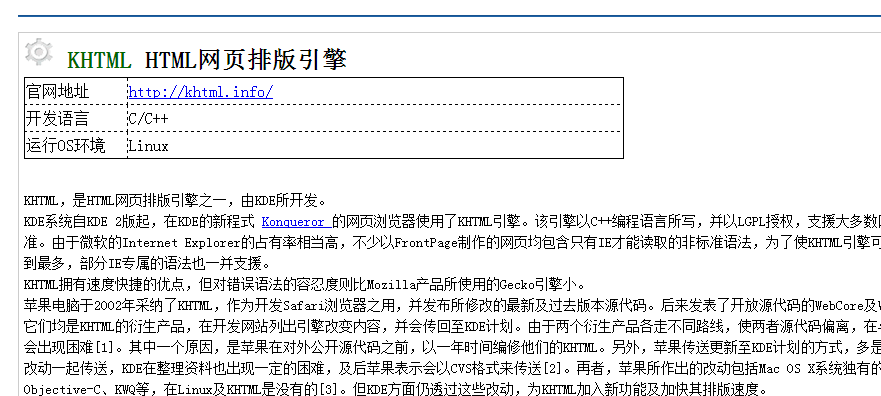 KHTML HTML网页排版引擎
官网地址 http://khtml.info/
开发语言 C/C++
运行OS环境 Linux
KHTML，是HTML网页排版引擎之一，由KDE所开发。
KDE系统自KDE 2版起，在KDE的新程式 Konqueror 的网页浏览器使用了KHTML引擎。该引擎以C++编程语言所写，并以LGPL授权，支援大多数
准。由于微软的Internet Explorer的占有率相当高，不少以FrontPage制作的网页均包含只有IE才能读取的非标准语法，为了使KHTML引擎可
到最多，部分IE专属的语法也一并支援。
KHTML拥有速度快捷的优点，但对错误语法的容忍度则比Mozilla产品所使用的Gecko引擎小。
苹果电脑于2002年采纳了KHTML，作为开发Safari浏览器之用，并发布所修改的最新及过去版本源代码。后来发表了开放源代码的WebCore及
它们均是KHTML的衍生产品，在开发网站列出引擎改变内容，并会传回至KDE计划。由于两个衍生产品各走不同路线，使两者源代码偏离，在
会出现困难[1]。其中一个原因，是苹果在对外公开源代码之前，以一年时间编修他们的KHTML。另外，苹果传送更新至KDE计划的方式，多是
改动一起传送，KDE在整理资料也出现一定的困难，及后苹果表示会以CVS格式来传送[2]。再者，苹果所作出的改动包括Mac OS X系统独有的
Objective-C、KWQ等，在Linux及KHTML是没有的[3]。但KDE方面仍透过这些改动，为KHTML加入新功能及加快其排版速度。